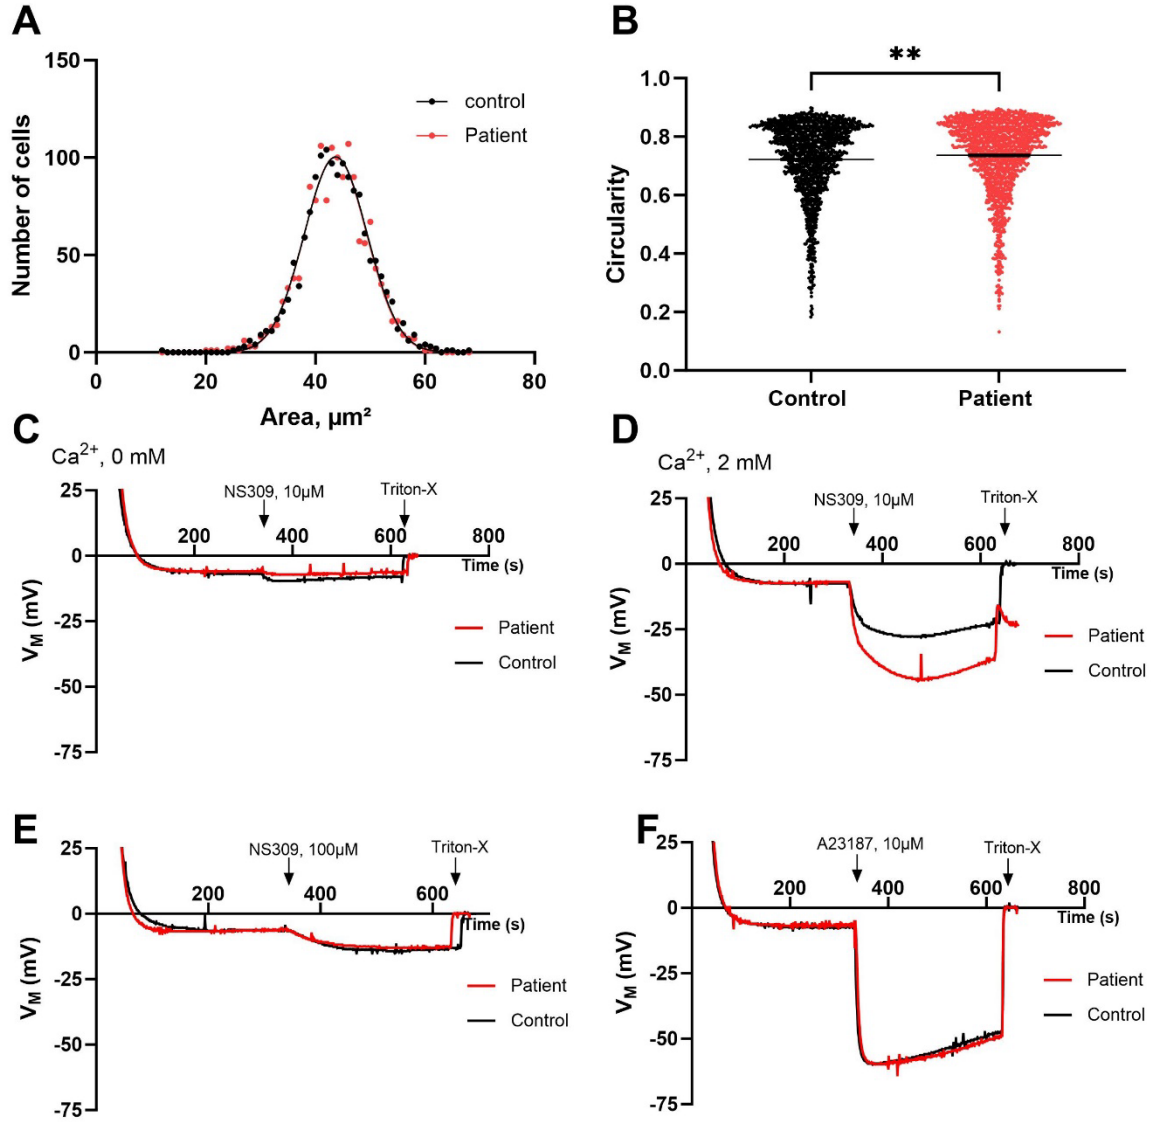 A
150
100
50
0
0
20
40
60
80
Number of cells
Area, µm²
control
Patient
B
**
1.0
0.8
0.6
0.4
0.2
0.0
Circularity
Control
Patient
C
Ca²⁺, 0 mM
NS309, 10µM
Triton-X
25
0
-25
-50
-75
200
400
600
800
Time (s)
V_M (mV)
Patient
Control
D
Ca²⁺, 2 mM
NS309, 10µM
Triton-X
25
0
-25
-50
-75
200
400
600
800
Time (s)
V_M (mV)
Patient
Control
E
NS309, 100µM
Triton-X
25
0
-25
-50
-75
200
400
600
Time (s)
V_M (mV)
Patient
Control
F
A23187, 10µM
Triton-X
25
0
-25
-50
-75
200
400
600
800
Time (s)
V_M (mV)
Patient
Control